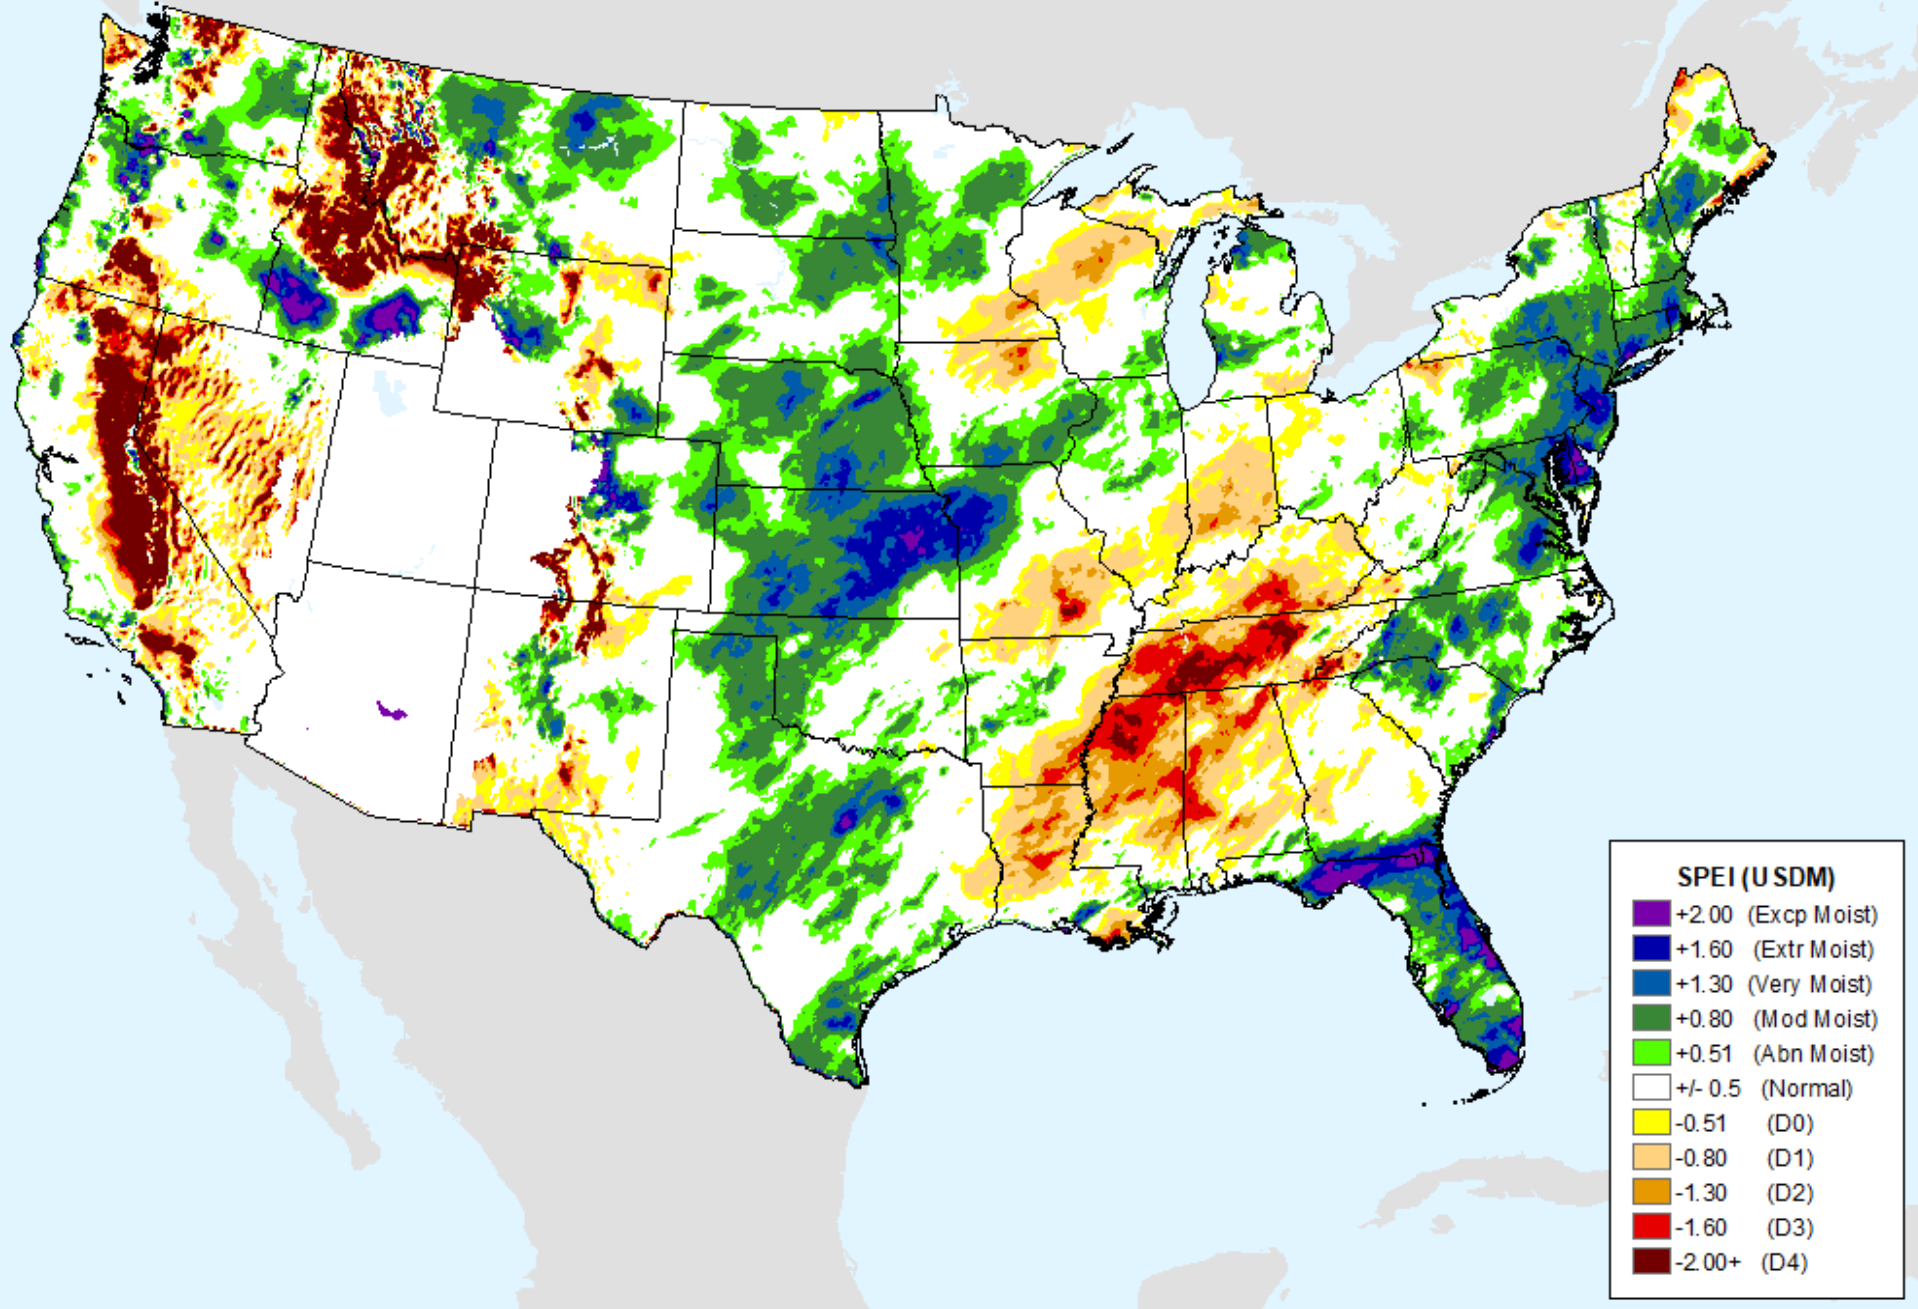 SPEI (USDM)
+2.00 (Excp Moist)
+1.60 (Extr Moist)
+1.30 (Very Moist)
+0.80 (Mod Moist)
+0.51 (Abn Moist)
+/- 0.5 (Normal)
-0.51 (D0)
-0.80 (D1)
-1.30 (D2)
-1.60 (D3)
-2.00+ (D4)